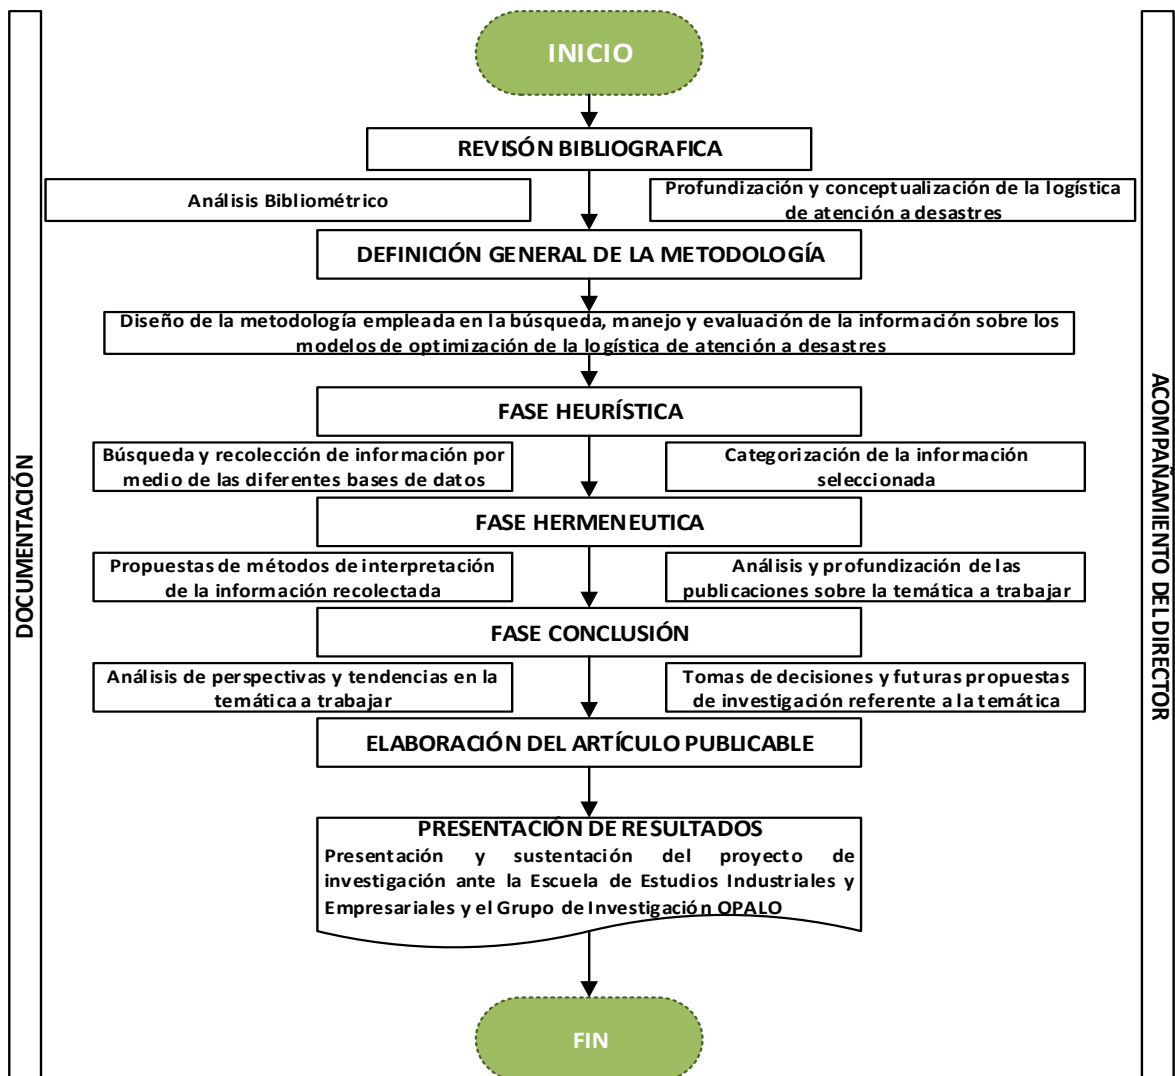 INICIO
REVISÓN BIBLIOGRAFICA
Análisis Bibliométrico
Profundización y conceptualización de la logística
de atención a desastres
DEFINICIÓN GENERAL DE LA METODOLOGÍA
Diseño de la metodología empleada en la búsqueda, manejo y evaluación de la información sobre los
modelos de optimización de la logística de atención a desastres
FASE HEURÍSTICA
Búsqueda y recolección de información por
medio de las diferentes bases de datos
Categorización de la información
seleccionada
FASE HERMENEUTICA
Propuestas de métodos de interpretación
de la información recolectada
Análisis y profundización de las
publicaciones sobre la temática a trabajar
FASE CONCLUSIÓN
Análisis de perspectivas y tendencias en la
temática a trabajar
Tomas de decisiones y futuras propuestas
de investigación referente a la temática
ELABORACIÓN DEL ARTÍCULO PUBLICABLE
PRESENTACIÓN DE RESULTADOS
Presentación y sustentación del proyecto de
investigación ante la Escuela de Estudios Industriales y
Empresariales y el Grupo de Investigación OPALO
FIN
DOCUMENTACIÓN
ACOMPAÑAMIENTO DEL DIRECTOR